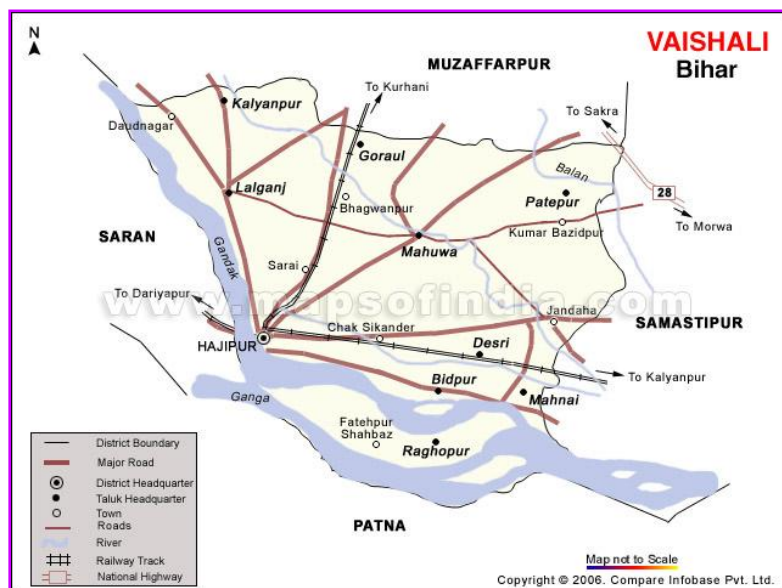 N
VAISHALI
Bihar
MUZAFFARPUR
To Kurhani
To Sakra
Kalyanpur
Daudnagar
Goraul
Balan
Lalganj
Bhagwanpur
Patepur
28
To Morwa
Kumar Bazidpur
SARAN
Gandak
Mahuwa
Sarai
www.mapsofindia.com
To Dariyapur
Jandaha
SAMASTIPUR
Chak Sikander
HAJIPUR
Desri
To Kalyanpur
Bidpur
Mahnai
Ganga
Fatehpur
Shahbaz
Raghopur
District Boundary
Major Road
District Headquarter
Taluk Headquarter
Town
Roads
River
Railway Track
National Highway
PATNA
Map not to Scale
Copyright © 2006. Compare Infobase Pvt. Ltd.